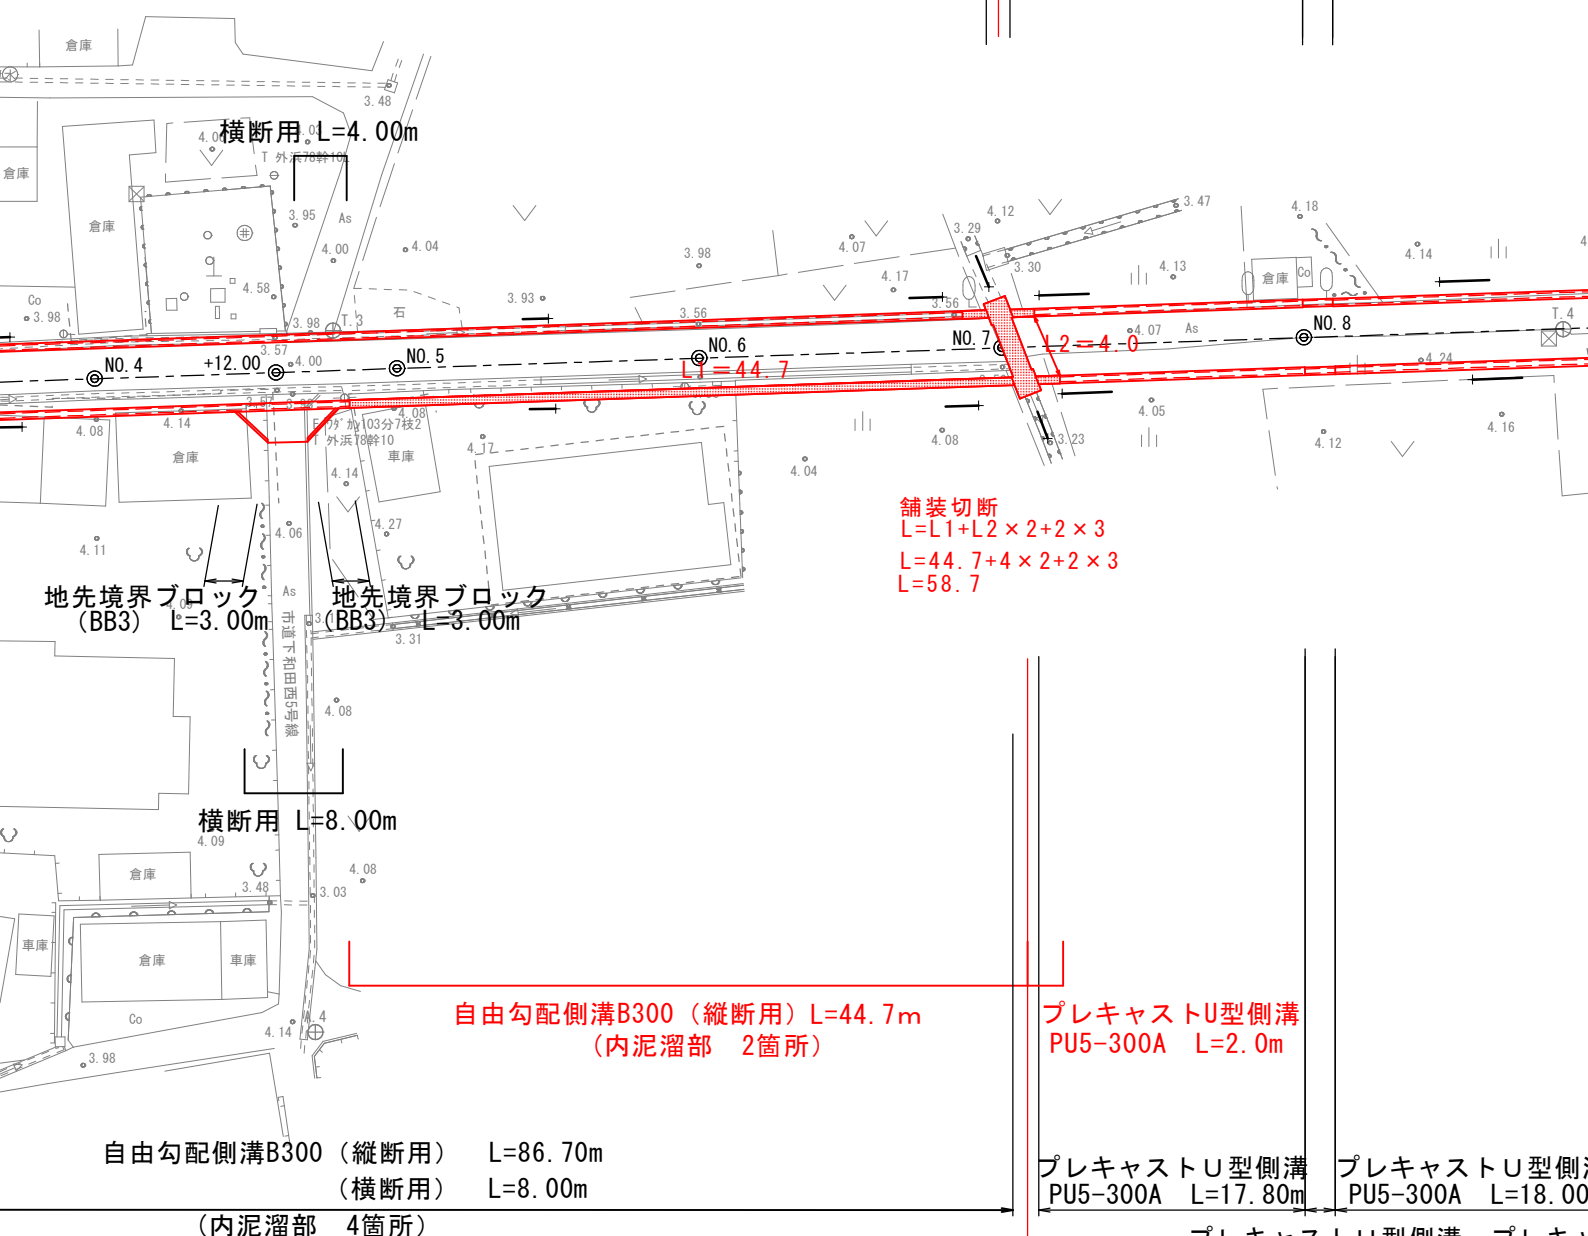 倉庫
3.48
4.03
横断用 L=4.00m
T 外浜78幹10L
倉庫
倉庫
3.95
As
4.00
4.04
4.58
Co
3.98
3.98
T.3
石
3.93
3.98
3.56
4.07
4.17
3.56
3.29
4.12
3.30
3.47
4.18
4.13
倉庫
Co
4.14
T.4
NO.4
+12.00
3.57
4.00
NO.5
NO.6
NO.7
NO.8
L1=44.7
L2=4.0
4.07
As
4.24
4.08
4.14
倉庫
4.08
T 外浜78幹10
車庫
4.14
4.17
4.04
4.08
3.23
4.05
4.12
4.16
舗装切断
L=L1+L2×2+2×3
L=44.7+4×2+2×3
L=58.7
4.11
4.06
4.27
As
地先境界ブロック
(BB3) L=3.00m
地先境界ブロック
(BB3) L=3.00m
4.09
3.31
市道下和田西5号線
4.08
横断用 L=8.00m
4.09
倉庫
3.48
4.08
3.03
車庫
倉庫
車庫
Co
4.14
3.98
自由勾配側溝B300（縦断用）L=44.7m
（内泥溜部 2箇所）
プレキャストU型側溝
PU5-300A L=2.0m
自由勾配側溝B300（縦断用） L=86.70m
（横断用） L=8.00m
（内泥溜部 4箇所）
プレキャストU型側溝
PU5-300A L=17.80m
プレキャストU型側溝
PU5-300A L=18.00